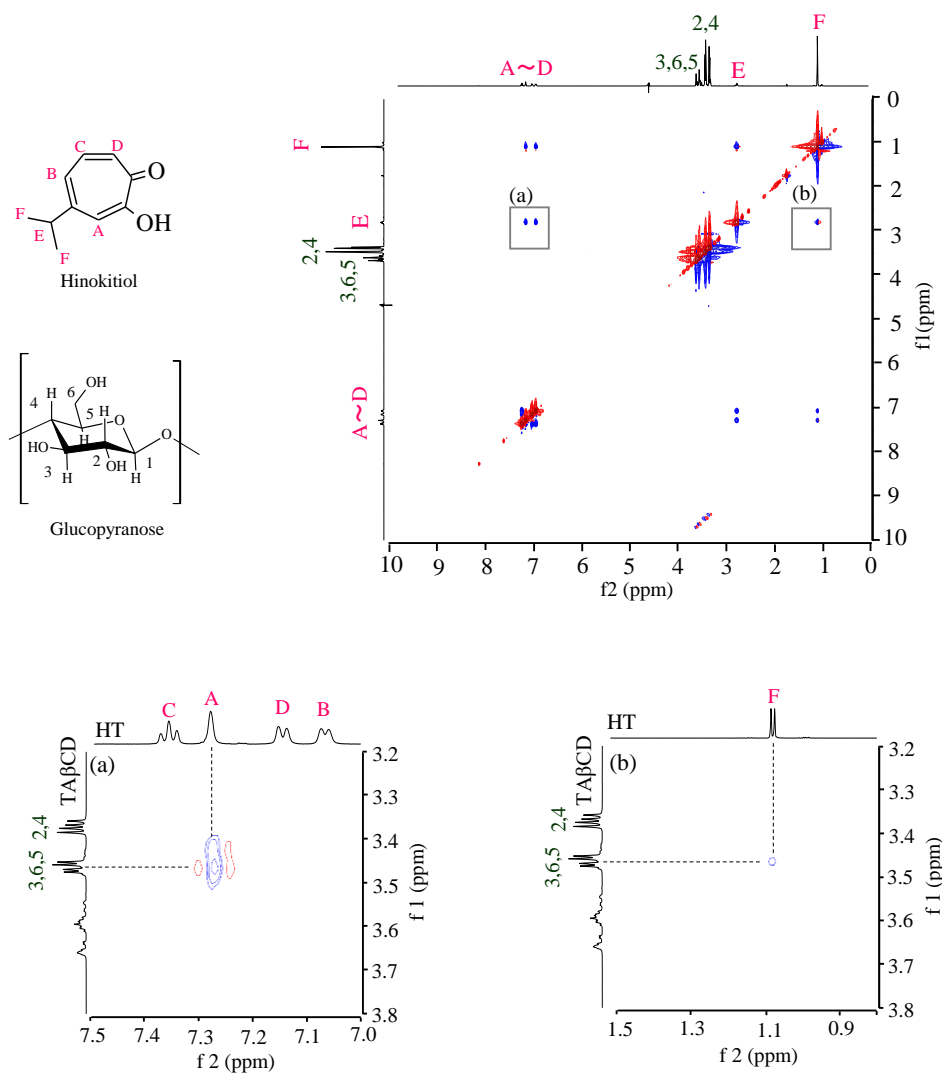 F
2,4
3,6,5
A～D
E
F
E
2,4
3,6,5
A～D
(a)
(b)
0
1
2
3
4
5
6
7
8
9
10
f1(ppm)
10 9 8 7 6 5 4 3 2 1 0
f2 (ppm)
C
D
B
O
F
E
A
OH
F
Hinokitiol
OH
6
H
4
H
5
O
H
O
HO
2
OH
1
3
H
H
Glucopyranose
C
A
D
B
HT
TAβCD
(a)
2,4
3,6,5
3.2
3.3
3.4
3.5
3.6
3.7
3.8
f 1 (ppm)
7.5 7.4 7.3 7.2 7.1 7.0
f 2 (ppm)
F
HT
TAβCD
(b)
2,4
3,6,5
3.2
3.3
3.4
3.5
3.6
3.7
3.8
f 1 (ppm)
1.5 1.3 1.1 0.9
f 2 (ppm)